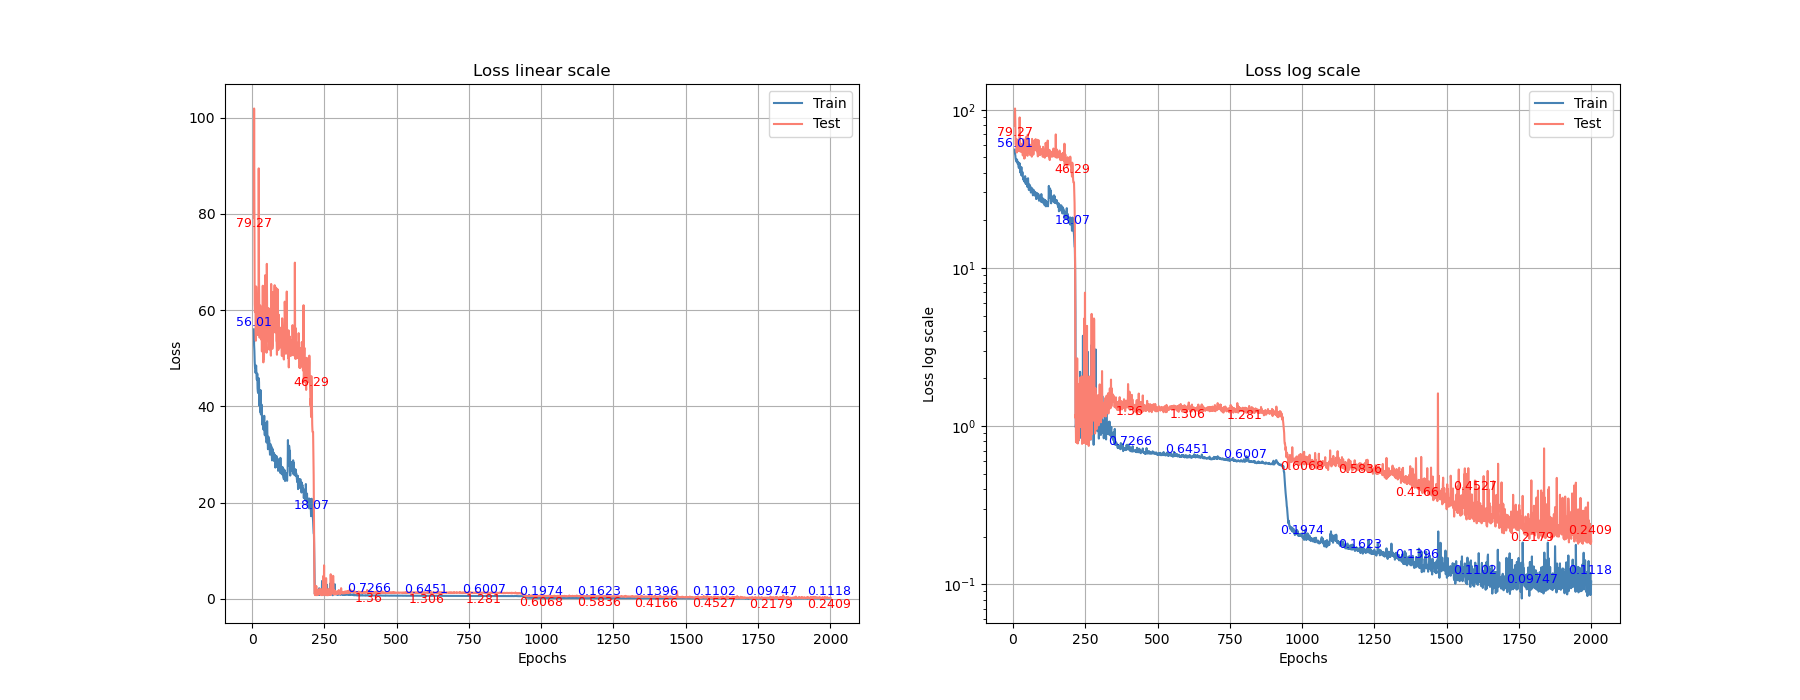 Loss linear scale
Loss
100
80
60
40
20
0
Train
Test
79.27
56.01
46.29
18.07
0.7266 0.6451 0.6007 0.1974 0.1623 0.1396 0.1102 0.09747 0.1118
1.36 1.306 1.281 0.6068 0.5836 0.4166 0.4527 0.2179 0.2409
0 250 500 750 1000 1250 1500 1750 2000
Epochs
Loss log scale
Loss log scale
10²
10¹
10⁰
10⁻¹
Train
Test
79.27
56.01
46.29
18.07
1.36 1.306 1.281
0.7266 0.6451 0.6007
0.6068 0.5836 0.4166 0.4527 0.2179 0.2409
0.1974 0.1623 0.1396 0.1102 0.09747 0.1118
0 250 500 750 1000 1250 1500 1750 2000
Epochs